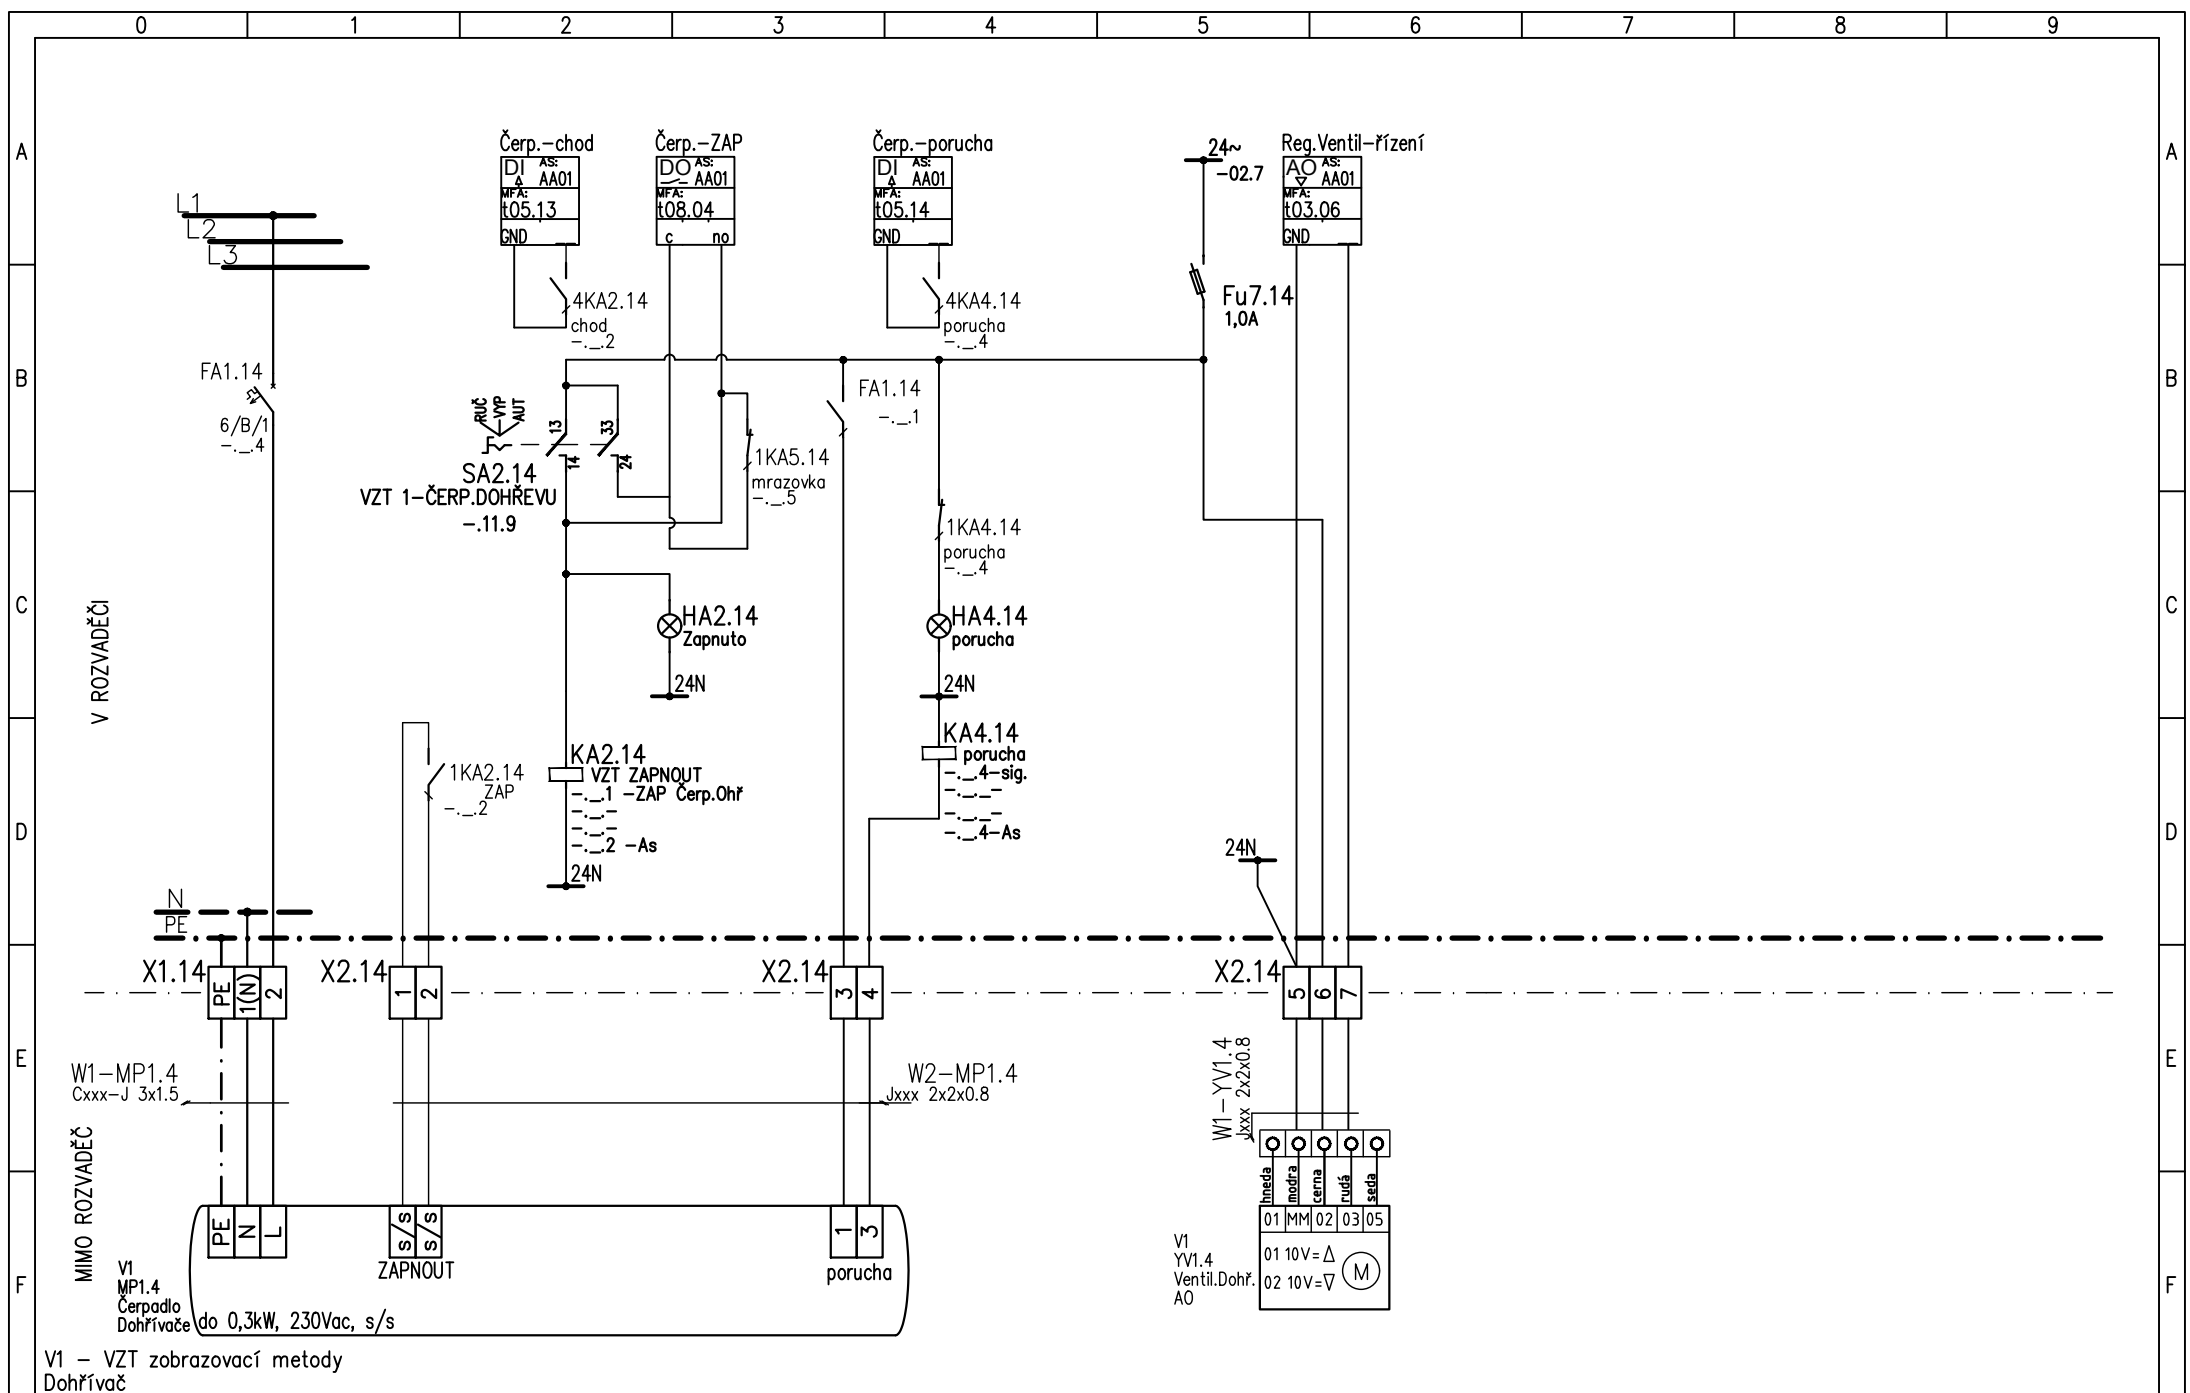 0 1 2 3 4 5 6 7 8 9
A
A
Čerp.-chod
DI AS:
AA01
MFA:
t05.13
GND
Čerp.-ZAP
DO AS:
AA01
MFA:
t08.04
c no
Čerp.-porucha
DI AS:
AA01
MFA:
t05.14
GND
24~
-02.7
Reg.Ventil-řízení
AO AS:
AA01
MFA:
t03.06
GND
L1
L2
L3
4KA2.14
chod
-._.2
4KA4.14
porucha
-._.4
Fu7.14
1,0A
B
B
FA1.14
6/B/1
-._.4
RUČ
VYP
AUT
13
14
33
24
SA2.14
VZT 1-ČERP.DOHŘEVU
-.11.9
1KA5.14
mrazovka
-._.5
FA1.14
-._.1
1KA4.14
porucha
-._.4
C
C
V ROZVADĚČI
HA2.14
Zapnuto
24N
HA4.14
porucha
24N
KA2.14
VZT ZAPNOUT
-._.1 -ZAP Čerp.Ohř
-._.-
-._.-
-._.2 -As
24N
KA4.14
porucha
-._.4-sig.
-._._-
-._._-
-._.4-As
1KA2.14
ZAP
-._.2
D
D
24N
N
PE
X1.14 PE 1(N) 2
X2.14 1 2
X2.14 3 4
X2.14 5 6 7
E
E
W1-MP1.4
Cxxx-J 3x1.5
W2-MP1.4
Jxxx 2x2x0.8
W1-YV1.4
Jxxx 2x2x0.8
MIMO ROZVADĚČ
hneda
modra
cerna
rudá
seda
01 MM 02 03 05
01 10V=△
02 10V=▽
M
V1
YV1.4
Ventil.Dohř.
AO
F
F
PE N L
s/s s/s
ZAPNOUT
1 3
porucha
V1
MP1.4
Čerpadlo
Dohřívače
do 0,3kW, 230Vac, s/s
V1 - VZT zobrazovací metody
Dohřívač